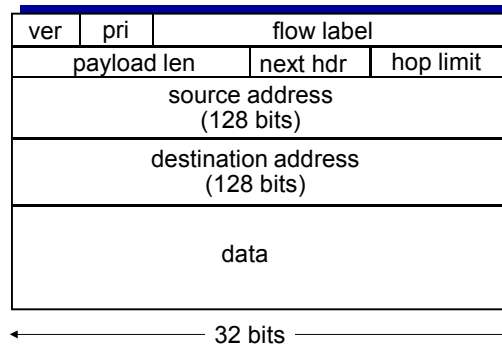 ver pri flow label
payload len next hdr hop limit
source address
(128 bits)
destination address
(128 bits)
data
32 bits